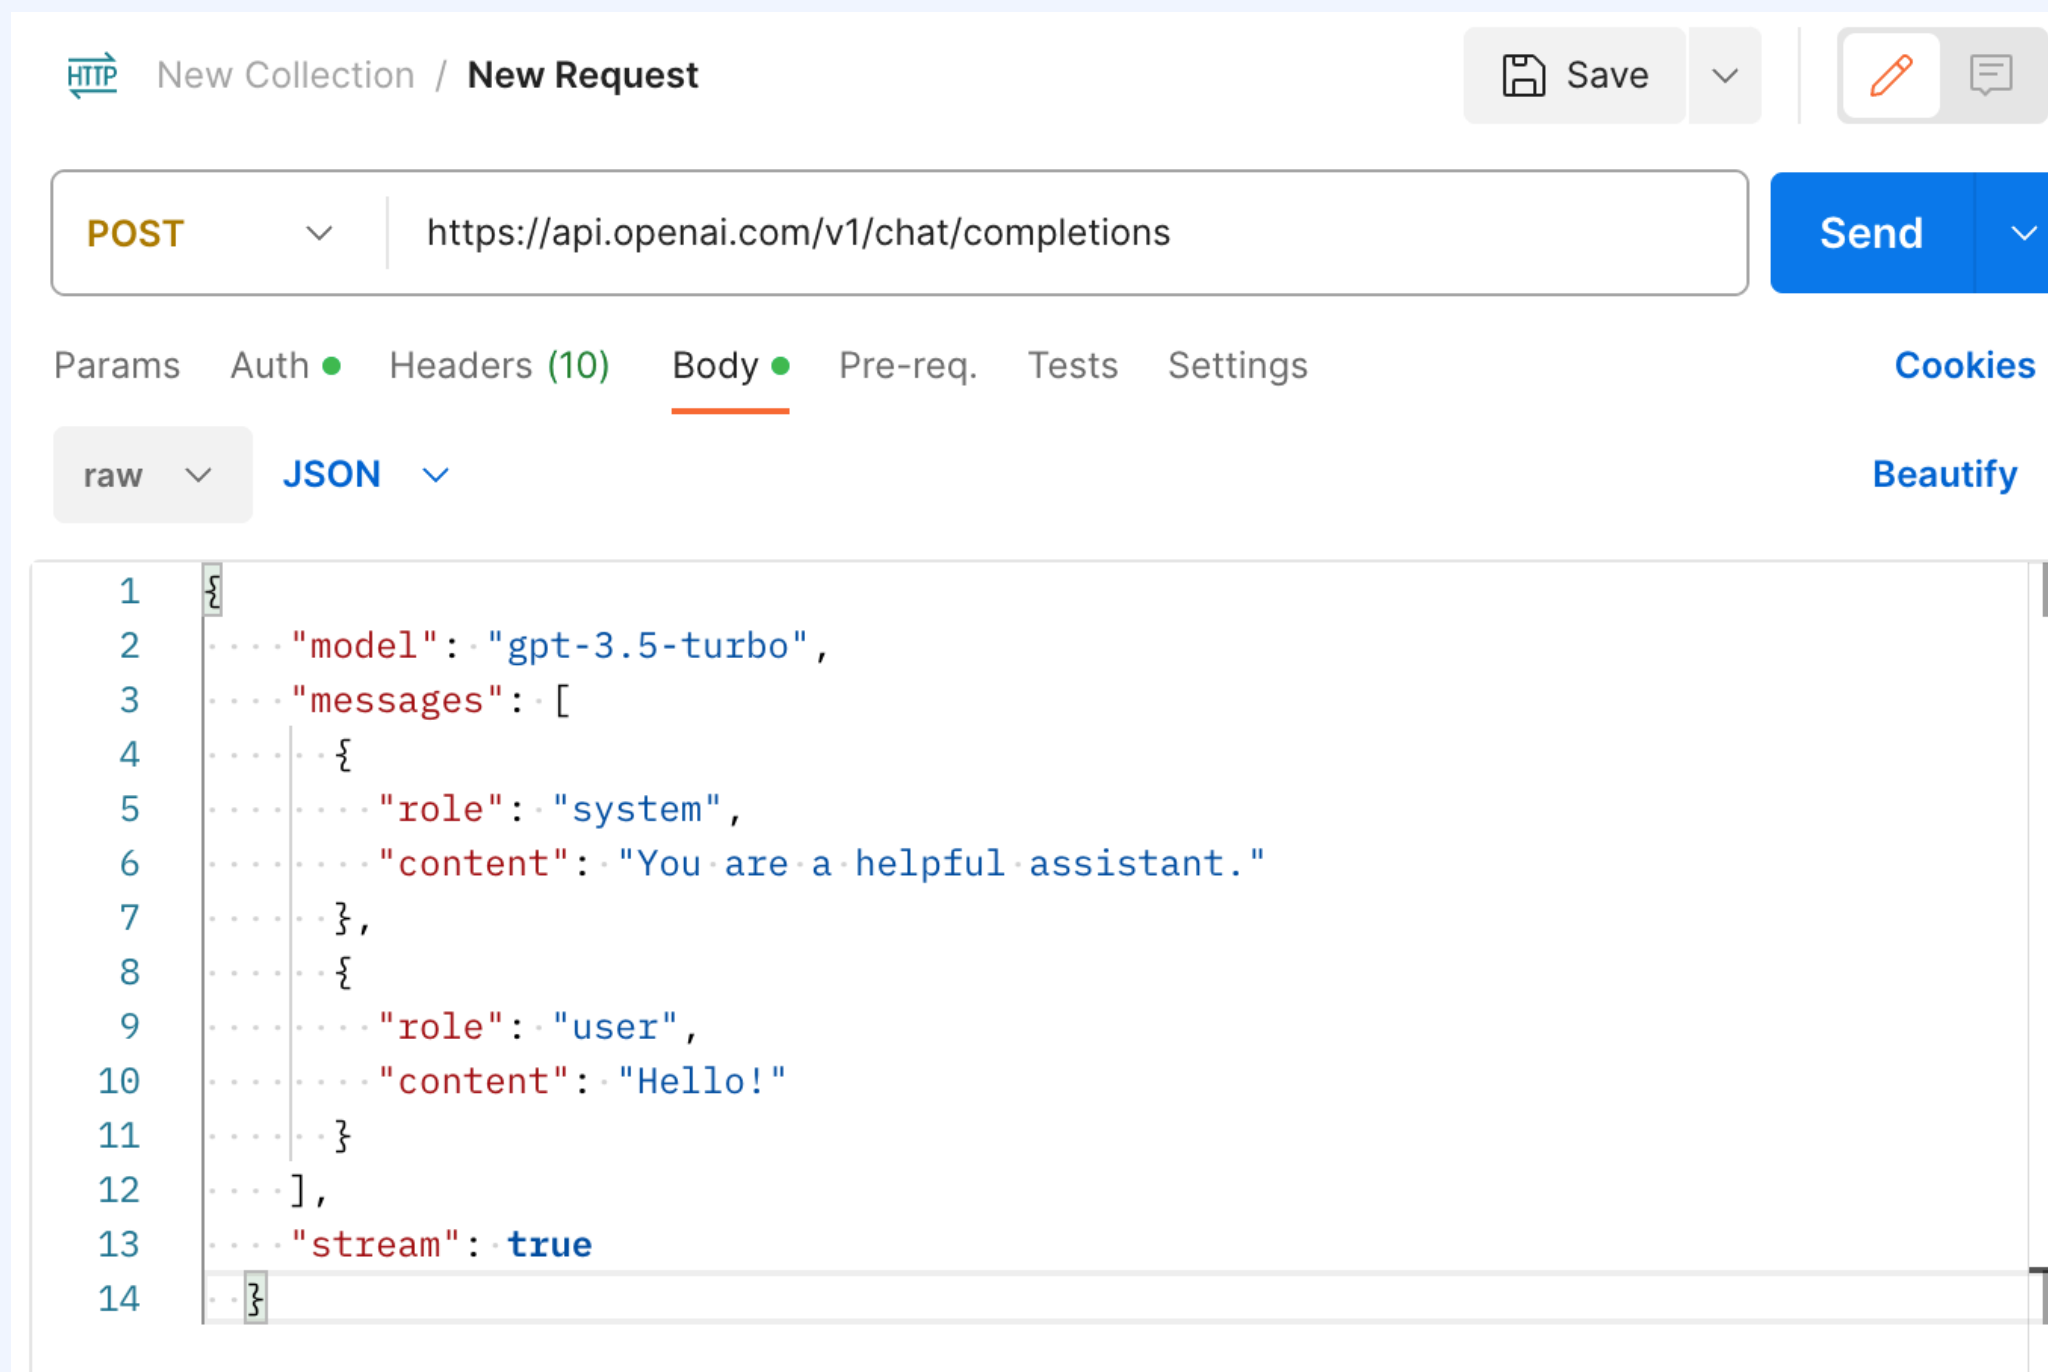 HTTP New Collection / New Request Save
POST https://api.openai.com/v1/chat/completions Send
Params Auth Headers (10) Body Pre-req. Tests Settings Cookies
raw JSON Beautify
1 {
2     "model": "gpt-3.5-turbo",
3     "messages": [
4       {
5         "role": "system",
6         "content": "You are a helpful assistant."
7       },
8       {
9         "role": "user",
10         "content": "Hello!"
11       }
12     ],
13     "stream": true
14   }